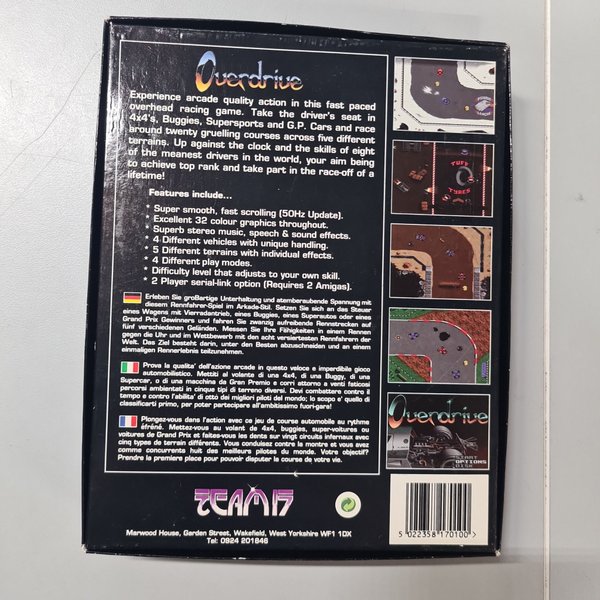 Overdrive
Experience arcade quality action in this fast paced
overhead racing game. Take the driver's seat in
4x4's, Buggies, Supersports and G.P. Cars and race
around twenty gruelling courses across five different
terrains. Up against the clock and the skills of eight
of the meanest drivers in the world, your aim being
to achieve top rank and take part in the race-off of a
lifetime!
Features include...
* Super smooth, fast scrolling (50Hz Update).
* Excellent 32 colour graphics throughout.
* Superb stereo music, speech & sound effects.
* 4 Different vehicles with unique handling.
* 5 Different terrains with individual effects.
* 4 Different play modes.
* Difficulty level that adjusts to your own skill.
* 2 Player serial-link option (Requires 2 Amigas).
Erleben Sie großartige Unterhaltung und atemberaubende Spannung mit
diesem Rennfahrer-Spiel im Arkade-Stil. Setzen Sie sich an das Steuer
eines Wagens mit Vierradentrieb, eines Buggies, eines Superautos oder eines
Grand Prix Gewinners und fahren Sie zwanzig aufreibende Rennstrecken auf
fünf verschiedenen Geländen. Messen Sie Ihre Fähigkeiten in einem Rennen
gegen die Uhr und im Wettbewerb mit den acht versiertesten Rennfahrern der
Welt. Das Ziel besteht darin, unter den Besten abzuschneiden und an einem
einmaligen Rennerlebnis teilzunehmen.
Prova la qualita' dell'azione arcade in questo veloce e imperdibile gioco
automobilistico. Mettiti al volante di una 4x4, di una Buggy, di una
Supercar, o di una macchina da Gran Premio e corri attorno a venti faticosi
percorsi ambientati in cinque tipi di terreno diversi. Devi combattere contro il
tempo e contro l'abilita' di otto dei migliori piloti del mondo; lo scopo e' quello di
classificarti primo, per poter partecipare all'ambitissimo fuori-gara!
Plongez-vous dans l'action avec ce jeu de course automobile au rythme
éfréné. Mettez-vous au volant de 4x4, buggies, super-voitures ou
voitures de Grand Prix et faites-vous les dents sur vingt circuits infernaux avec
cinq types de terrain différents. Vous conduisez contre la montre et vous avez
comme concurrents huit des meilleurs pilotes du monde. Votre objectif?
Prendre la premiere place pour pouvoir disputer la course de votre vie.
TUFF
TYRES
Overdrive
START
OPTIONS
DISK
TEAM17
Marwood House, Garden Street, Wakefield, West Yorkshire WF1 1DX
Tel: 0924 201846
5 022358 170100 >